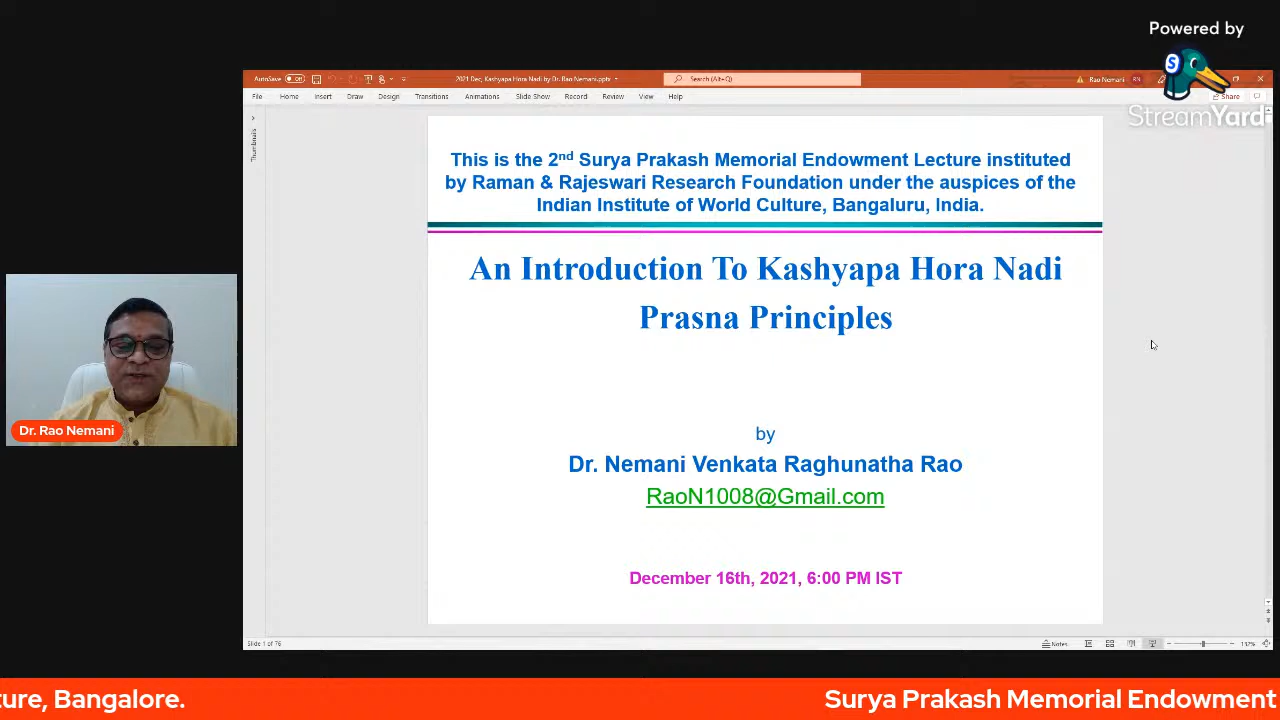 Powered by
StreamYard
AutoSave Off
2021 Dec, Kashyapa Hora Nadi by Dr. Rao Nemani.pptx
Search (Alt+Q)
Rao Nemani RN
File Home Insert Draw Design Transitions Animations Slide Show Record Review View Help
Share
Thumbnails
This is the 2nd Surya Prakash Memorial Endowment Lecture instituted
by Raman & Rajeswari Research Foundation under the auspices of the
Indian Institute of World Culture, Bangaluru, India.
An Introduction To Kashyapa Hora Nadi
Prasna Principles
by
Dr. Nemani Venkata Raghunatha Rao
RaoN1008@Gmail.com
December 16th, 2021, 6:00 PM IST
Dr. Rao Nemani
Slide 1 of 76
Notes
132%
ture, Bangalore.
Surya Prakash Memorial Endowment